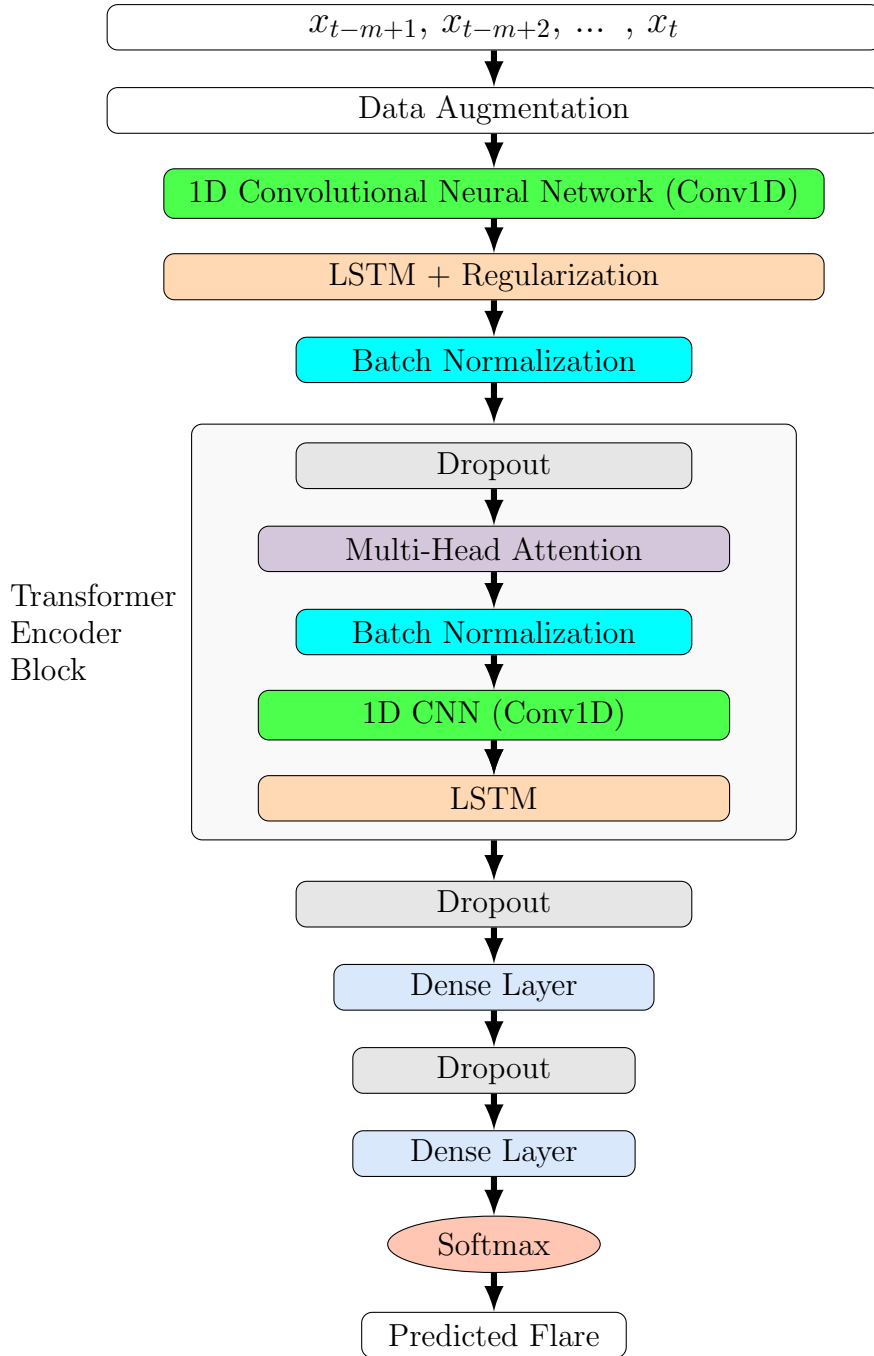 x_{t−m+1}, x_{t−m+2}, ... , x_t
Data Augmentation
1D Convolutional Neural Network (Conv1D)
LSTM + Regularization
Batch Normalization
Dropout
Multi-Head Attention
Transformer
Encoder
Block
Batch Normalization
1D CNN (Conv1D)
LSTM
Dropout
Dense Layer
Dropout
Dense Layer
Softmax
Predicted Flare